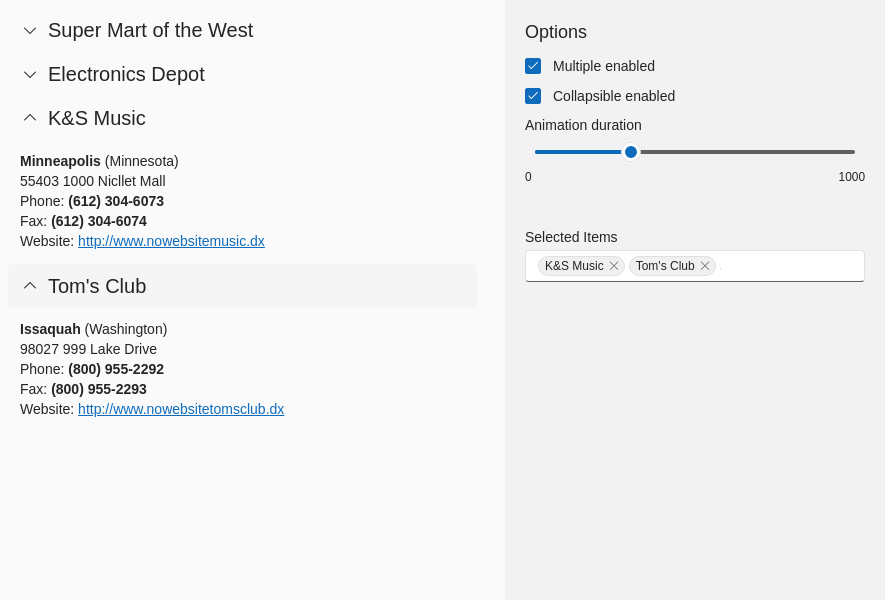 Super Mart of the West
Electronics Depot
K&S Music
Minneapolis (Minnesota)
55403 1000 Nicllet Mall
Phone: (612) 304-6073
Fax: (612) 304-6074
Website: http://www.nowebsitemusic.dx
Tom's Club
Issaquah (Washington)
98027 999 Lake Drive
Phone: (800) 955-2292
Fax: (800) 955-2293
Website: http://www.nowebsitetomsclub.dx
Options
Multiple enabled
Collapsible enabled
Animation duration
0 1000
Selected Items
K&S Music Tom's Club